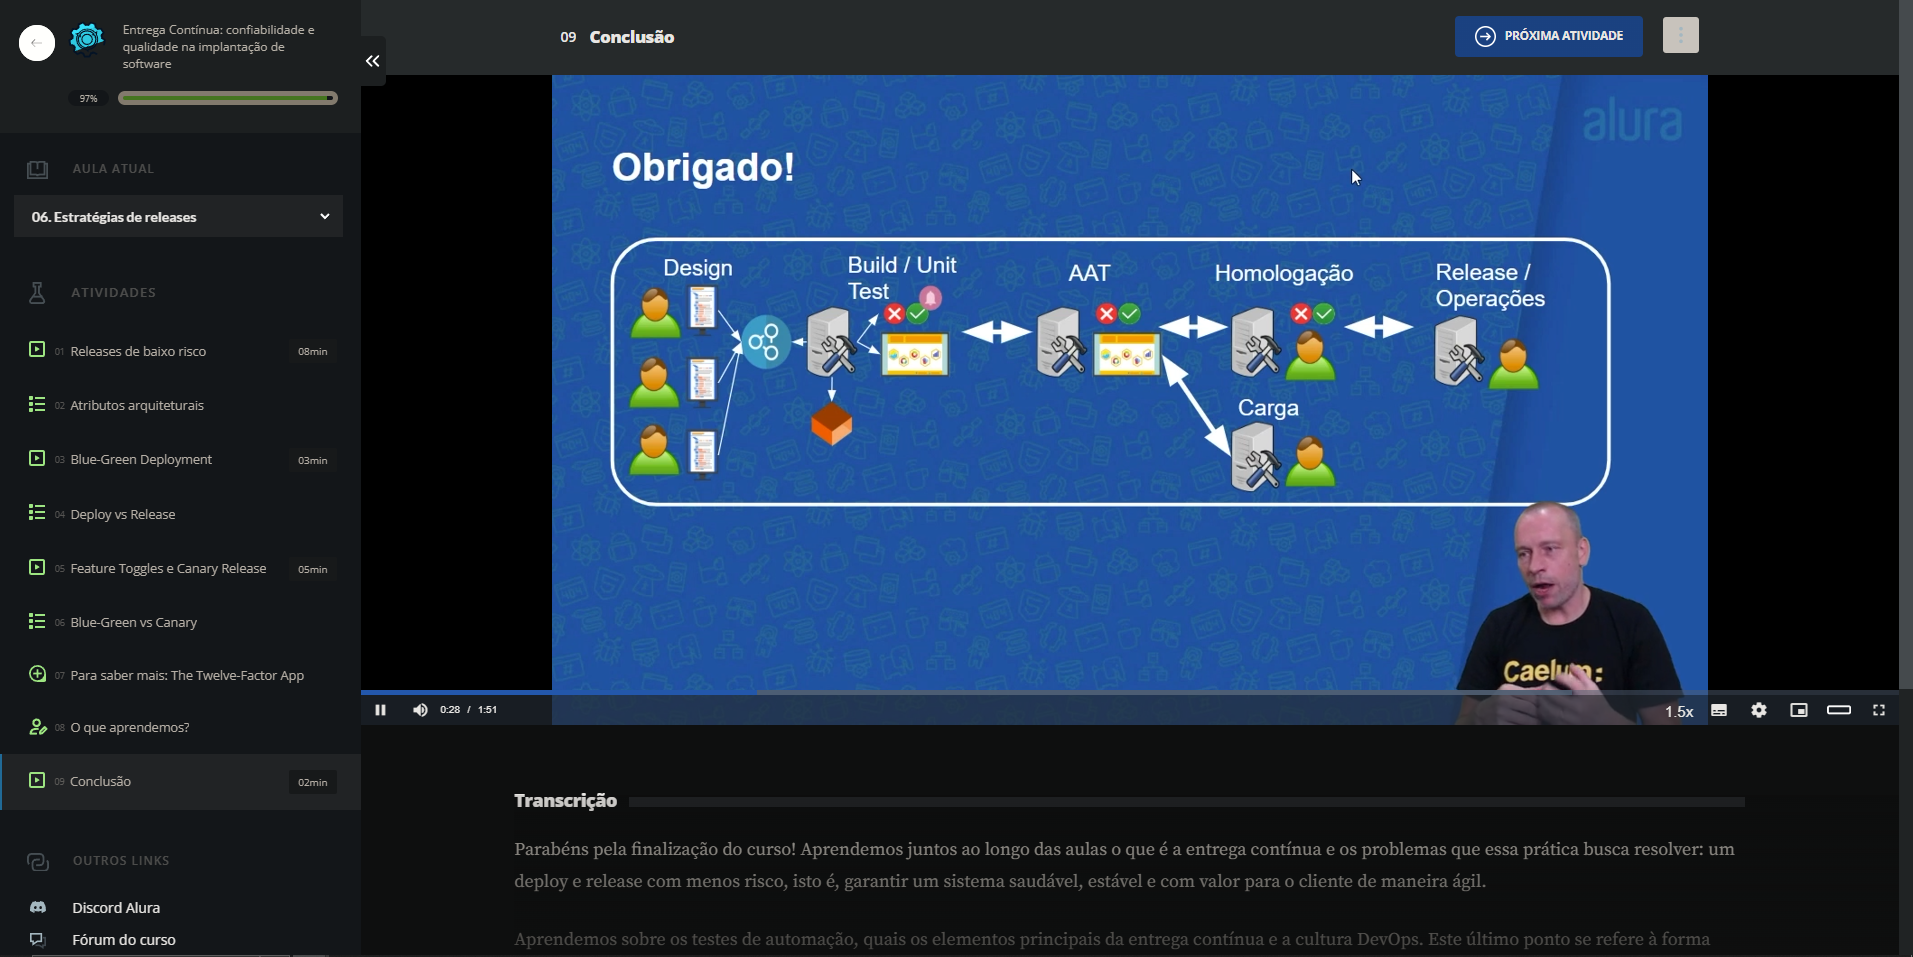 Entrega Contínua: confiabilidade e
qualidade na implantação de
software
97%
AULA ATUAL
06. Estratégias de releases
ATIVIDADES
01 Releases de baixo risco 08min
02 Atributos arquiteturais
03 Blue-Green Deployment 03min
04 Deploy vs Release
05 Feature Toggles e Canary Release 05min
06 Blue-Green vs Canary
07 Para saber mais: The Twelve-Factor App
08 O que aprendemos?
09 Conclusão 02min
OUTROS LINKS
Discord Alura
Fórum do curso
09 Conclusão
PRÓXIMA ATIVIDADE
alura
Obrigado!
Design
Build / Unit
Test
AAT
Homologação
Release /
Operações
Carga
Caelum:
0:28 / 1:51
1.5x
Transcrição
Parabéns pela finalização do curso! Aprendemos juntos ao longo das aulas o que é a entrega contínua e os problemas que essa prática busca resolver: um
deploy e release com menos risco, isto é, garantir um sistema saudável, estável e com valor para o cliente de maneira ágil.
Aprendemos sobre os testes de automação, quais os elementos principais da entrega contínua e a cultura DevOps. Este último ponto se refere à forma